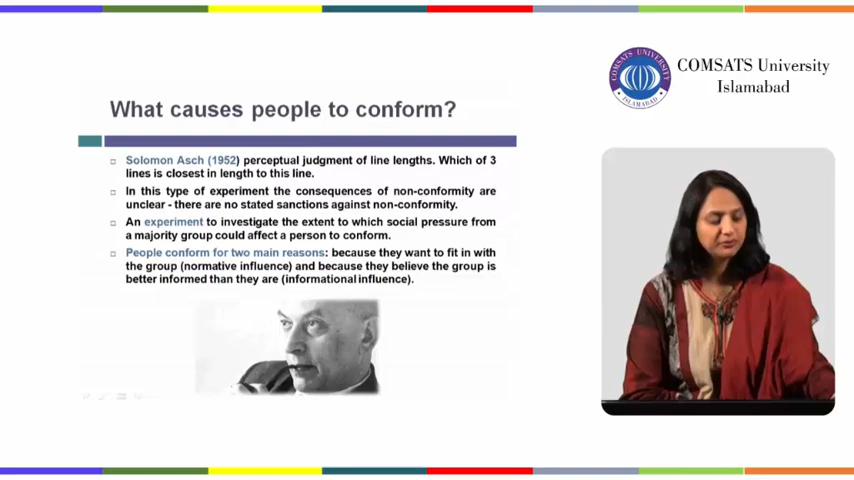 COMSATS University
Islamabad
COMSATS UNIVERSITY
ISLAMABAD
What causes people to conform?
Solomon Asch (1952) perceptual judgment of line lengths. Which of 3
lines is closest in length to this line.
In this type of experiment the consequences of non-conformity are
unclear - there are no stated sanctions against non-conformity.
An experiment to investigate the extent to which social pressure from
a majority group could affect a person to conform.
People conform for two main reasons: because they want to fit in with
the group (normative influence) and because they believe the group is
better informed than they are (informational influence).